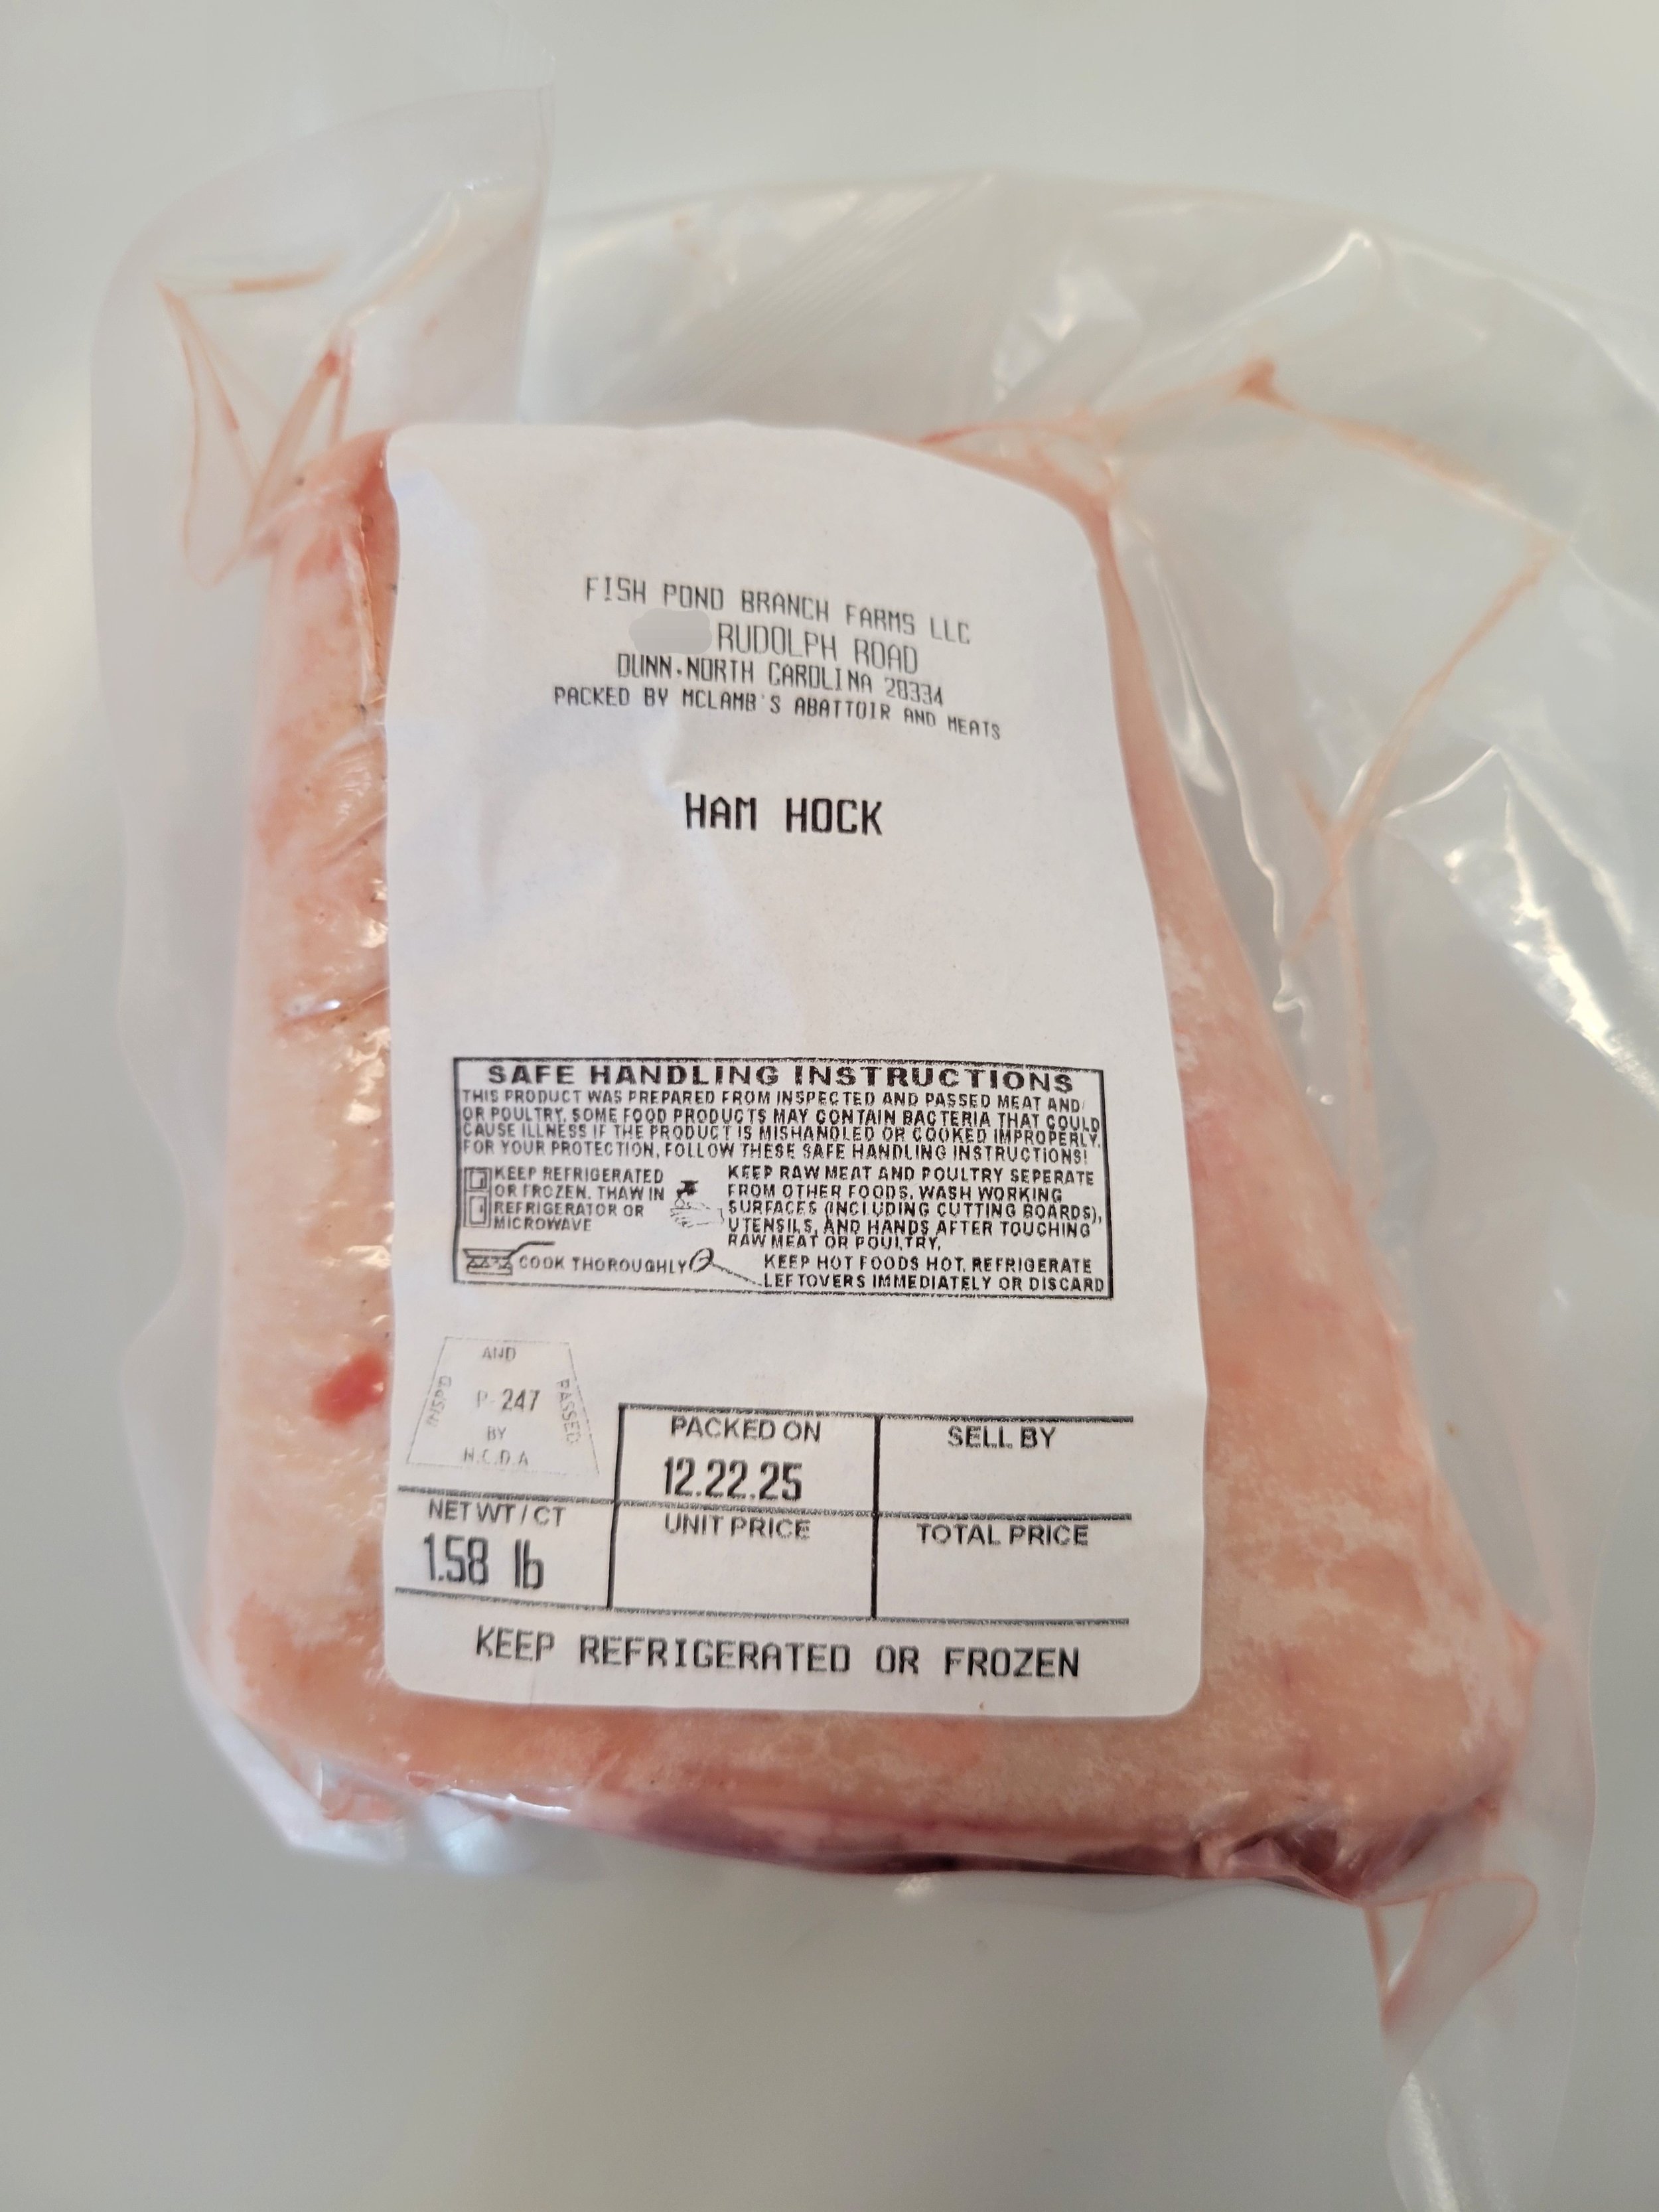 FISH POND BRANCH FARMS LLC
RUDOLPH ROAD
DUNN.NORTH CAROLINA 28334
PACKED BY MCLAMB'S ABATTOIR AND MEATS
HAM HOCK
SAFE HANDLING INSTRUCTIONS
THIS PRODUCT WAS PREPARED FROM INSPECTED AND PASSED MEAT AND/
OR POULTRY. SOME FOOD PRODUCTS MAY CONTAIN BACTERIA THAT COULD
CAUSE ILLNESS IF THE PRODUCT IS MISHANDLED OR COOKED IMPROPERLY.
FOR YOUR PROTECTION, FOLLOW THESE SAFE HANDLING INSTRUCTIONS!
KEEP REFRIGERATED
OR FROZEN. THAW IN
REFRIGERATOR OR
MICROWAVE
KEEP RAW MEAT AND POULTRY SEPERATE
FROM OTHER FOODS. WASH WORKING
SURFACES (INCLUDING CUTTING BOARDS),
UTENSILS, AND HANDS AFTER TOUCHING
RAW MEAT OR POULTRY.
COOK THOROUGHLY
KEEP HOT FOODS HOT. REFRIGERATE
LEFTOVERS IMMEDIATELY OR DISCARD
INSP'D
AND
PASSED
P-247
BY
N.C.D.A
PACKED ON
12.22.25
SELL BY
NET WT / CT
1.58 lb
UNIT PRICE
TOTAL PRICE
KEEP REFRIGERATED OR FROZEN